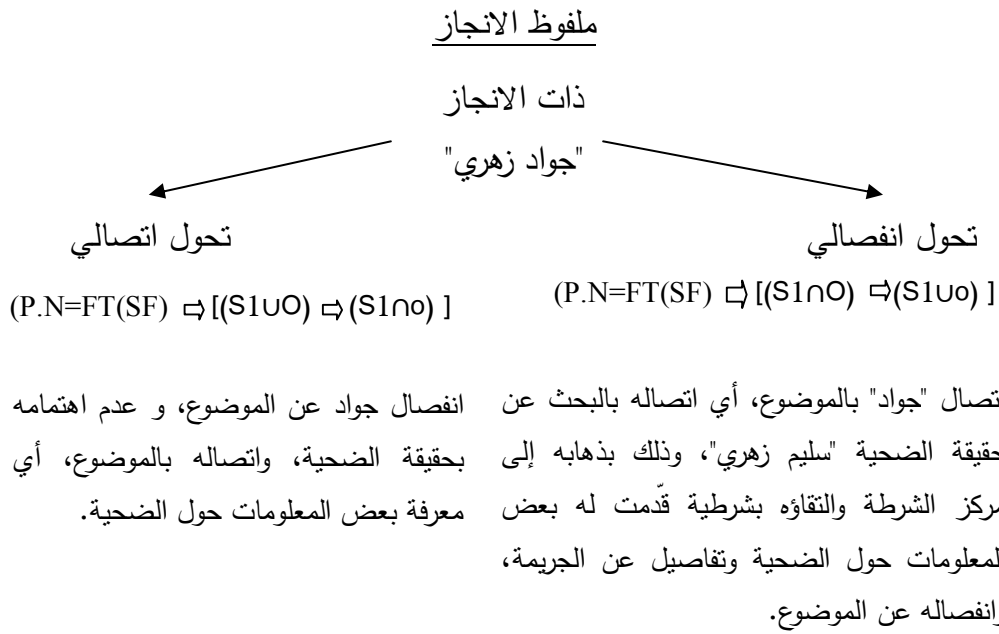 ملفوظ الانجاز
ذات الانجاز
"جواد زهري"
تحول انفصالي
(P.N=FT(SF) ⇨ [(S1∩O) ⇨(S1∪o) ]
تحول اتصالي
(P.N=FT(SF) ⇨ [(S1∪O) ⇨ (S1∩o) ]
تصال "جواد" بالموضوع، أي اتصاله بالبحث عن
حقيقة الضحية "سليم زهري"، وذلك بذهابه إلى
مركز الشرطة والتقاؤه بشرطية قدّمت له بعض
لمعلومات حول الضحية وتفاصيل عن الجريمة،
وانفصاله عن الموضوع.
انفصال جواد عن الموضوع، و عدم اهتمامه
بحقيقة الضحية، واتصاله بالموضوع، أي
معرفة بعض المعلومات حول الضحية.